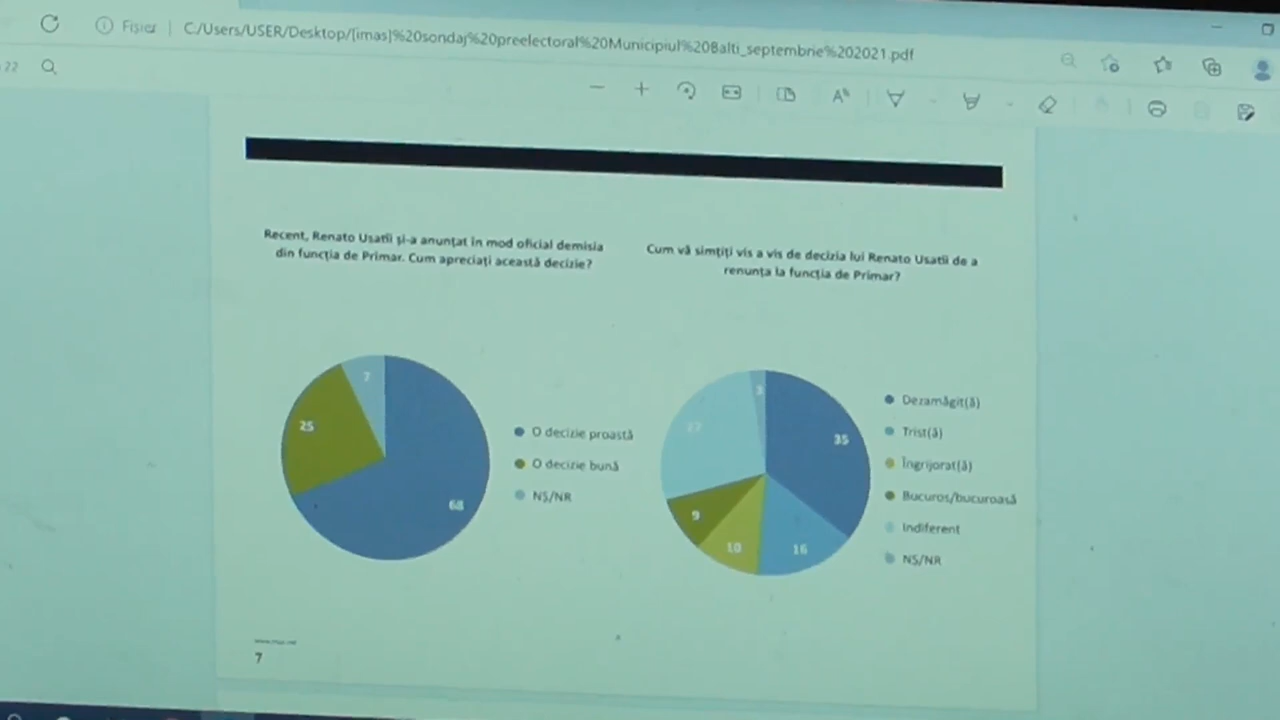 Fișier
C:/Users/USER/Desktop/[imas]%20sondaj%20preelectoral%20Municipiul%20Balti_septembrie%202021.pdf
22
Recent, Renato Usatîi și-a anunțat în mod oficial demisia
din funcția de Primar. Cum apreciați această decizie?
7
25
68
O decizie proastă
O decizie bună
NȘ/NR
Cum vă simțiți vis a vis de decizia lui Renato Usatîi de a
renunța la funcția de Primar?
3
35
9
10
16
Dezamăgit(ă)
Trist(ă)
Îngrijorat(ă)
Bucuros/bucuroasă
Indiferent
NȘ/NR
7